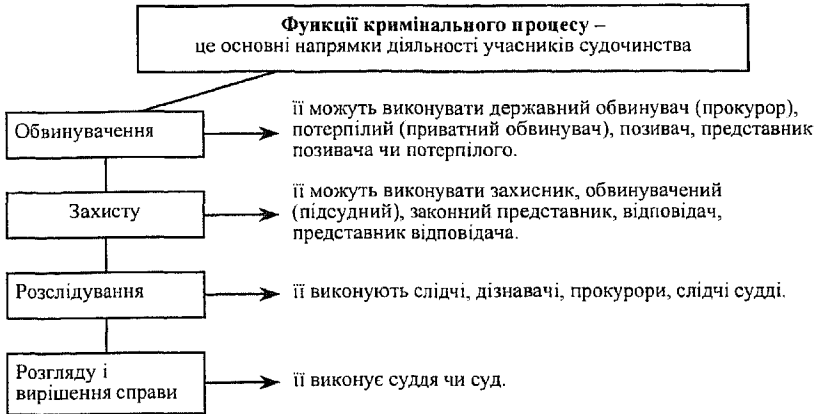 Функції кримінального процесу –
це основні напрямки діяльності учасників судочинства
Обвинувачення
її можуть виконувати державний обвинувач (прокурор),
потерпілий (приватний обвинувач), позивач, представник
позивача чи потерпілого.
Захисту
її можуть виконувати захисник, обвинувачений
(підсудний), законний представник, відповідач,
представник відповідача.
Розслідування
її виконують слідчі, дізнавачі, прокурори, слідчі судді.
Розгляду і
вирішення справи
її виконує суддя чи суд.